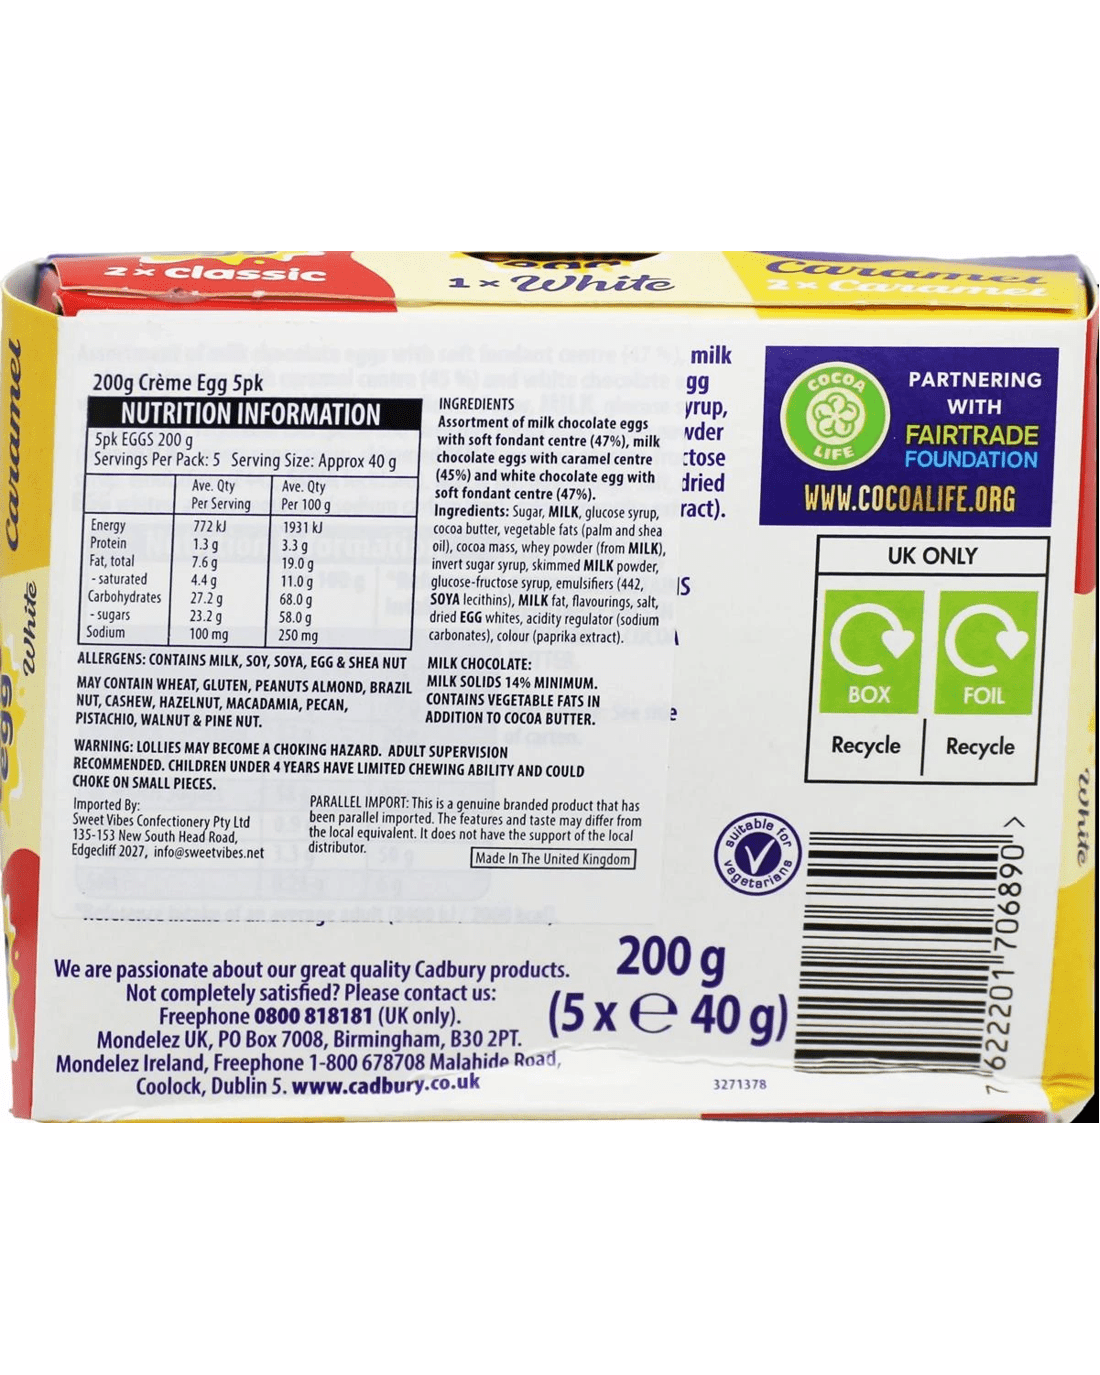 2 x classic
1 x White
Caramel
2 x Caramel
Caramel
White
egg
milk
gg
yrup,
wder
ctose
dried
ract).
200g Crème Egg 5pk
NUTRITION INFORMATION
5pk EGGS 200 g
Servings Per Pack: 5 Serving Size: Approx 40 g
Ave. Qty Per Serving Ave. Qty Per 100 g
Energy 772 kJ 1931 kJ
Protein 1.3 g 3.3 g
Fat, total 7.6 g 19.0 g
- saturated 4.4 g 11.0 g
Carbohydrates 27.2 g 68.0 g
- sugars 23.2 g 58.0 g
Sodium 100 mg 250 mg
ALLERGENS: CONTAINS MILK, SOY, SOYA, EGG & SHEA NUT
MAY CONTAIN WHEAT, GLUTEN, PEANUTS ALMOND, BRAZIL
NUT, CASHEW, HAZELNUT, MACADAMIA, PECAN,
PISTACHIO, WALNUT & PINE NUT.
INGREDIENTS
Assortment of milk chocolate eggs
with soft fondant centre (47%), milk
chocolate eggs with caramel centre
(45%) and white chocolate egg with
soft fondant centre (47%).
Ingredients: Sugar, MILK, glucose syrup,
cocoa butter, vegetable fats (palm and shea
oil), cocoa mass, whey powder (from MILK),
invert sugar syrup, skimmed MILK powder,
glucose-fructose syrup, emulsifiers (442,
SOYA lecithins), MILK fat, flavourings, salt,
dried EGG whites, acidity regulator (sodium
carbonates), colour (paprika extract).
MILK CHOCOLATE:
MILK SOLIDS 14% MINIMUM.
CONTAINS VEGETABLE FATS IN
ADDITION TO COCOA BUTTER.
WARNING: LOLLIES MAY BECOME A CHOKING HAZARD. ADULT SUPERVISION
RECOMMENDED. CHILDREN UNDER 4 YEARS HAVE LIMITED CHEWING ABILITY AND COULD
CHOKE ON SMALL PIECES.
Imported By:
Sweet Vibes Confectionery Pty Ltd
135-153 New South Head Road,
Edgecliff 2027, info@sweetvibes.net
PARALLEL IMPORT: This is a genuine branded product that has
been parallel imported. The features and taste may differ from
the local equivalent. It does not have the support of the local
distributor.
Made In The United Kingdom
We are passionate about our great quality Cadbury products.
Not completely satisfied? Please contact us:
Freephone 0800 818181 (UK only).
Mondelez UK, PO Box 7008, Birmingham, B30 2PT.
Mondelez Ireland, Freephone 1-800 678708 Malahide Road,
Coolock, Dublin 5. www.cadbury.co.uk
200 g
(5 x ℮ 40 g)
3271378
COCOA
LIFE
PARTNERING
WITH
FAIRTRADE
FOUNDATION
WWW.COCOALIFE.ORG
UK ONLY
BOX FOIL
Recycle Recycle
suitable for
vegetarians
7 622201 706890 >
White